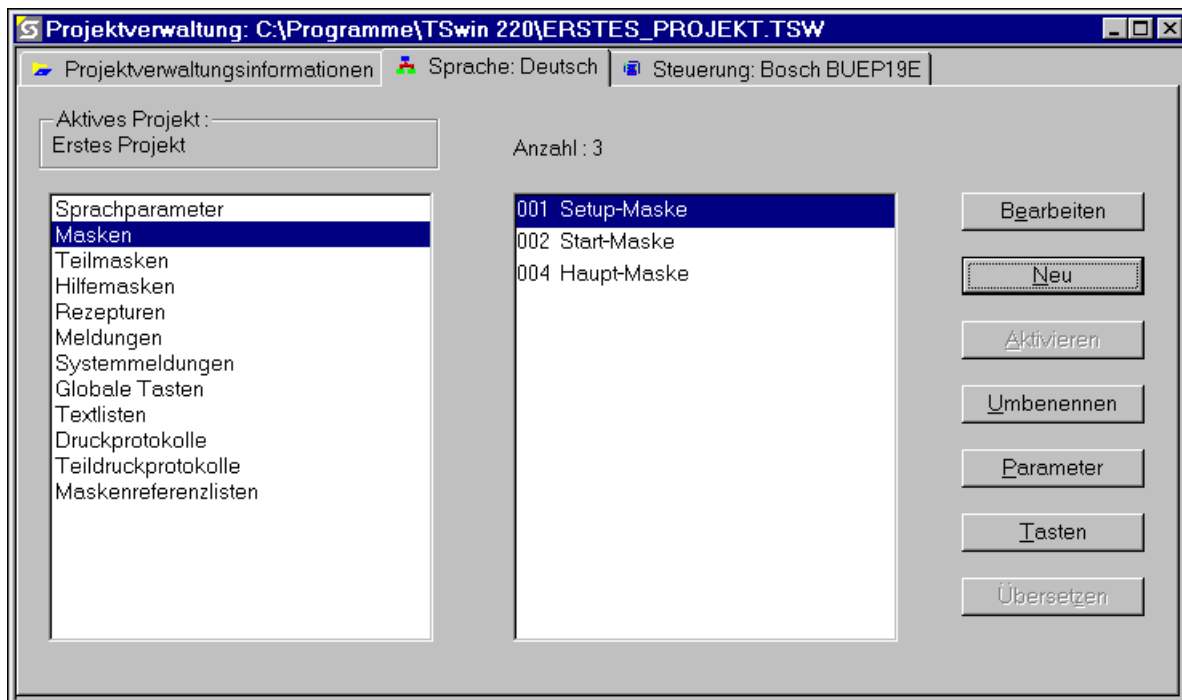 Projektverwaltung: C:\Programme\TSwin 220\ERSTES_PROJEKT.TSW
Projektverwaltungsinformationen
Sprache: Deutsch
Steuerung: Bosch BUEP19E
Aktives Projekt :
Erstes Projekt
Anzahl : 3
Sprachparameter
Masken
Teilmasken
Hilfemasken
Rezepturen
Meldungen
Systemmeldungen
Globale Tasten
Textlisten
Druckprotokolle
Teildruckprotokolle
Maskenreferenzlisten
001 Setup-Maske
002 Start-Maske
004 Haupt-Maske
Bearbeiten
Neu
Aktivieren
Umbenennen
Parameter
Tasten
Übersetzen